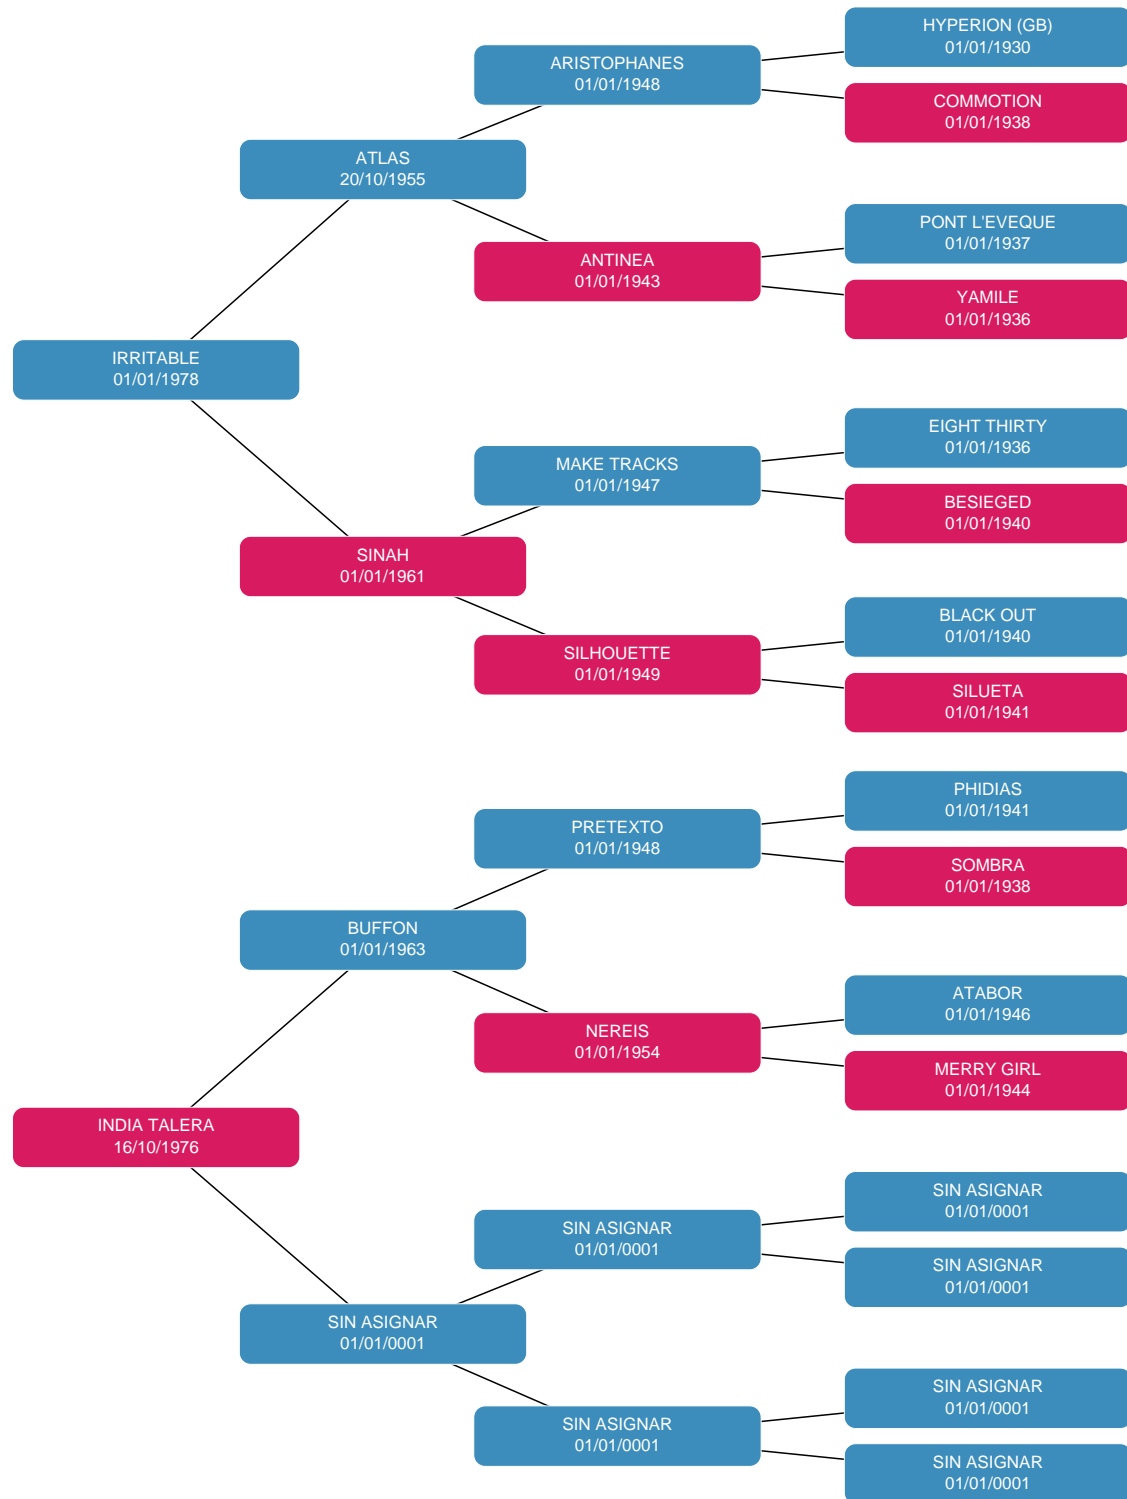 HYPERION (GB)
01/01/1930
ARISTOPHANES
01/01/1948
COMMOTION
01/01/1938
ATLAS
20/10/1955
PONT L'EVEQUE
01/01/1937
ANTINEA
01/01/1943
YAMILE
01/01/1936
IRRITABLE
01/01/1978
EIGHT THIRTY
01/01/1936
MAKE TRACKS
01/01/1947
BESIEGED
01/01/1940
SINAH
01/01/1961
BLACK OUT
01/01/1940
SILHOUETTE
01/01/1949
SILUETA
01/01/1941
PHIDIAS
01/01/1941
PRETEXTO
01/01/1948
SOMBRA
01/01/1938
BUFFON
01/01/1963
ATABOR
01/01/1946
NEREIS
01/01/1954
MERRY GIRL
01/01/1944
INDIA TALERA
16/10/1976
SIN ASIGNAR
01/01/0001
SIN ASIGNAR
01/01/0001
SIN ASIGNAR
01/01/0001
SIN ASIGNAR
01/01/0001
SIN ASIGNAR
01/01/0001
SIN ASIGNAR
01/01/0001
SIN ASIGNAR
01/01/0001